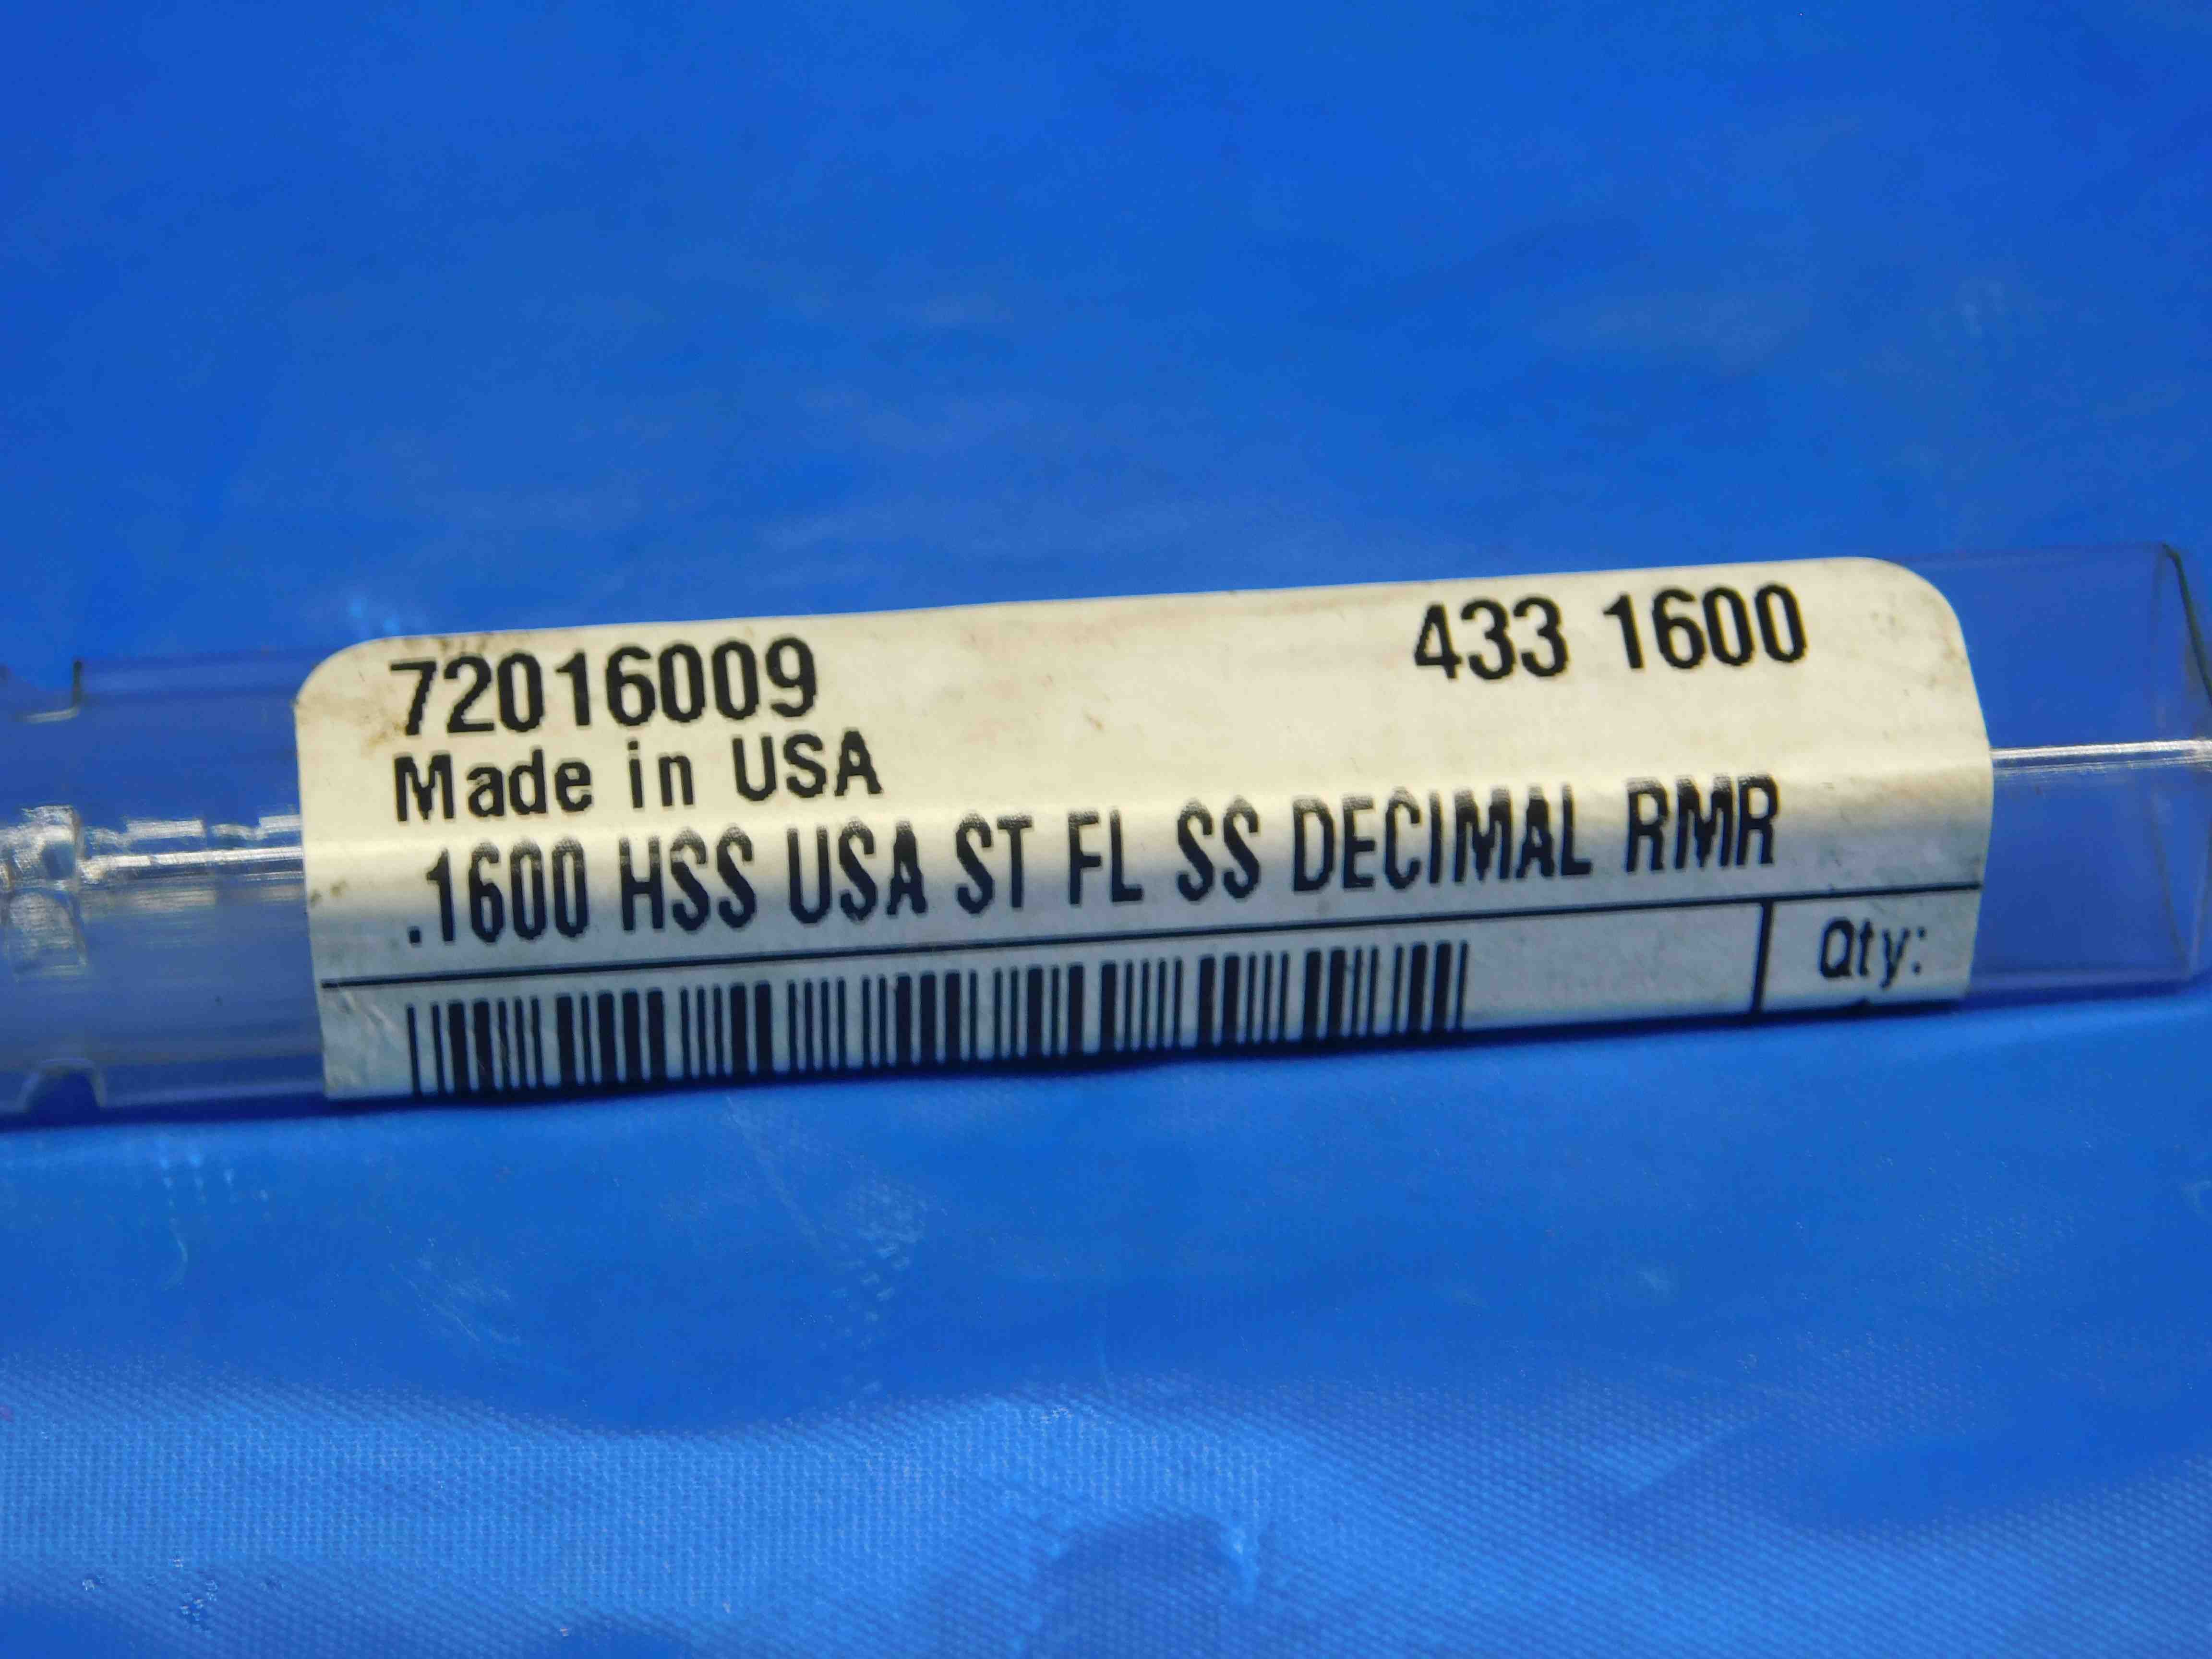 72016009 433 1600
Made in USA
.1600 HSS USA ST FL SS DECIMAL RMR
Qty: